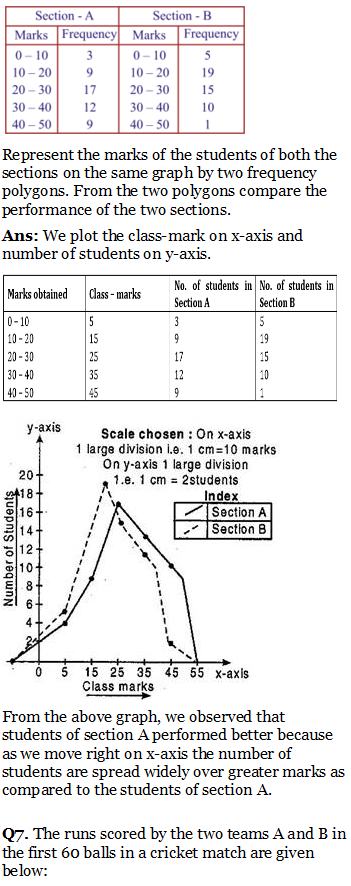 Section - A Section - B
Marks Frequency Marks Frequency
0 – 10 3 0 – 10 5
10 – 20 9 10 – 20 19
20 – 30 17 20 – 30 15
30 – 40 12 30 – 40 10
40 – 50 9 40 – 50 1
Represent the marks of the students of both the
sections on the same graph by two frequency
polygons. From the two polygons compare the
performance of the two sections.
Ans: We plot the class-mark on x-axis and
number of students on y-axis.
Marks obtained Class - marks No. of students in Section A No. of students in Section B
0-10 5 3 5
10-20 15 9 19
20-30 25 17 15
30-40 35 12 10
40-50 45 9 1
y-axis
Scale chosen : On x-axis
1 large division i.e. 1 cm=10 marks
On y-axis 1 large division
1.e. 1 cm = 2students
Index
Section A
Section B
Number of Students
20
18
16
14
12
10
8
6
4
2
0 5 15 25 35 45 55 x-axis
Class marks
From the above graph, we observed that
students of section A performed better because
as we move right on x-axis the number of
students are spread widely over greater marks as
compared to the students of section A.
Q7. The runs scored by the two teams A and B in
the first 60 balls in a cricket match are given
below: